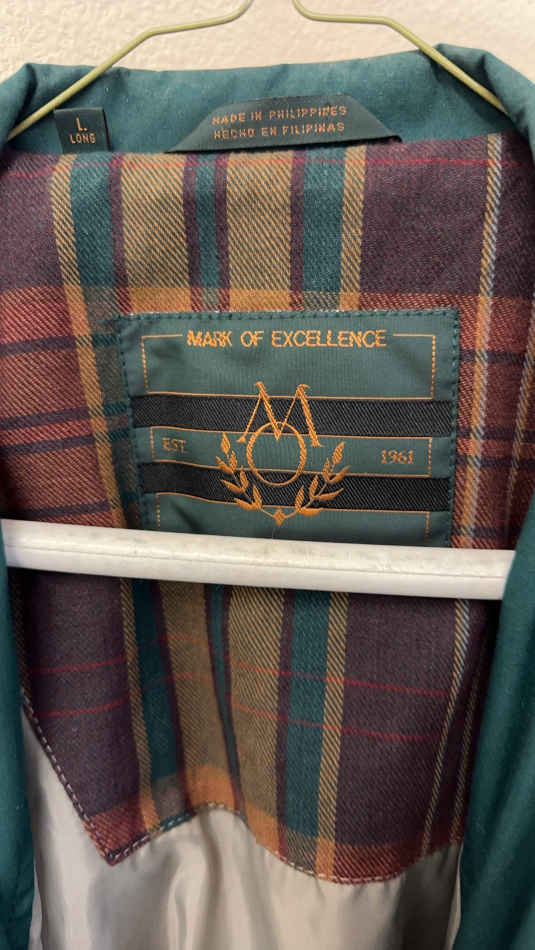 L.
LONG
MADE IN PHILIPPINES
HECHO EN FILIPINAS
MARK OF EXCELLENCE
MO
EST. 1961